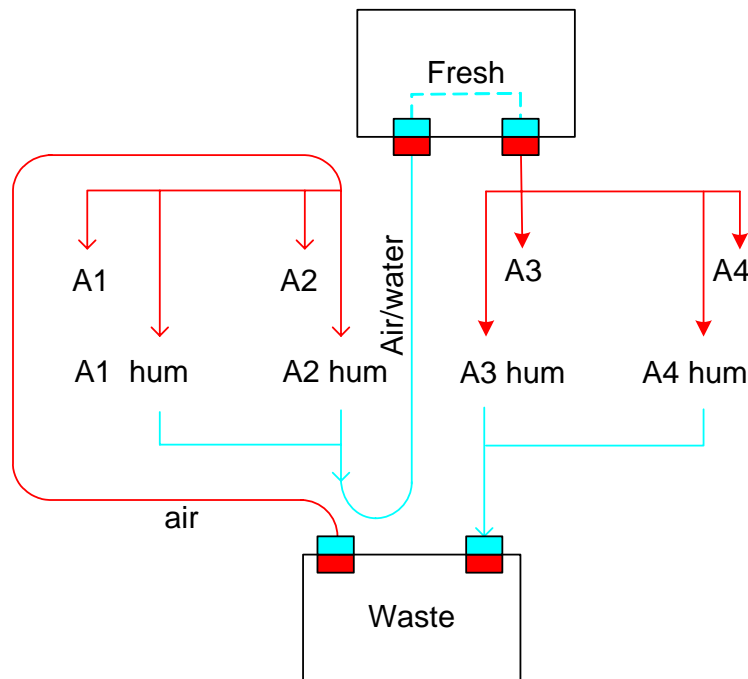 Fresh
A1
A2
A3
A4
Air/water
A1 hum
A2 hum
A3 hum
A4 hum
air
Waste